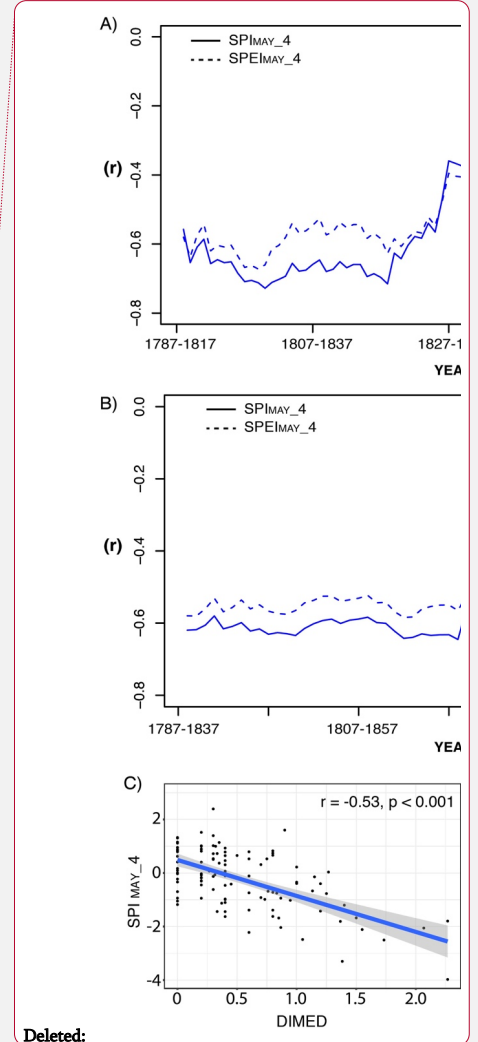 A)
0.0
SPIMAY_4
SPEIMAY_4
−0.2
−0.4
(r)
−0.6
−0.8
1787-1817
1807-1837
1827-1
YEA
B)
0.0
SPIMAY_4
SPEIMAY_4
−0.2
−0.4
(r)
−0.6
−0.8
1787-1837
1807-1857
YEA
C)
r = -0.53, p < 0.001
2
0
-2
-4
SPI MAY_4
0
0.5
1.0
1.5
2.0
DIMED
Deleted: